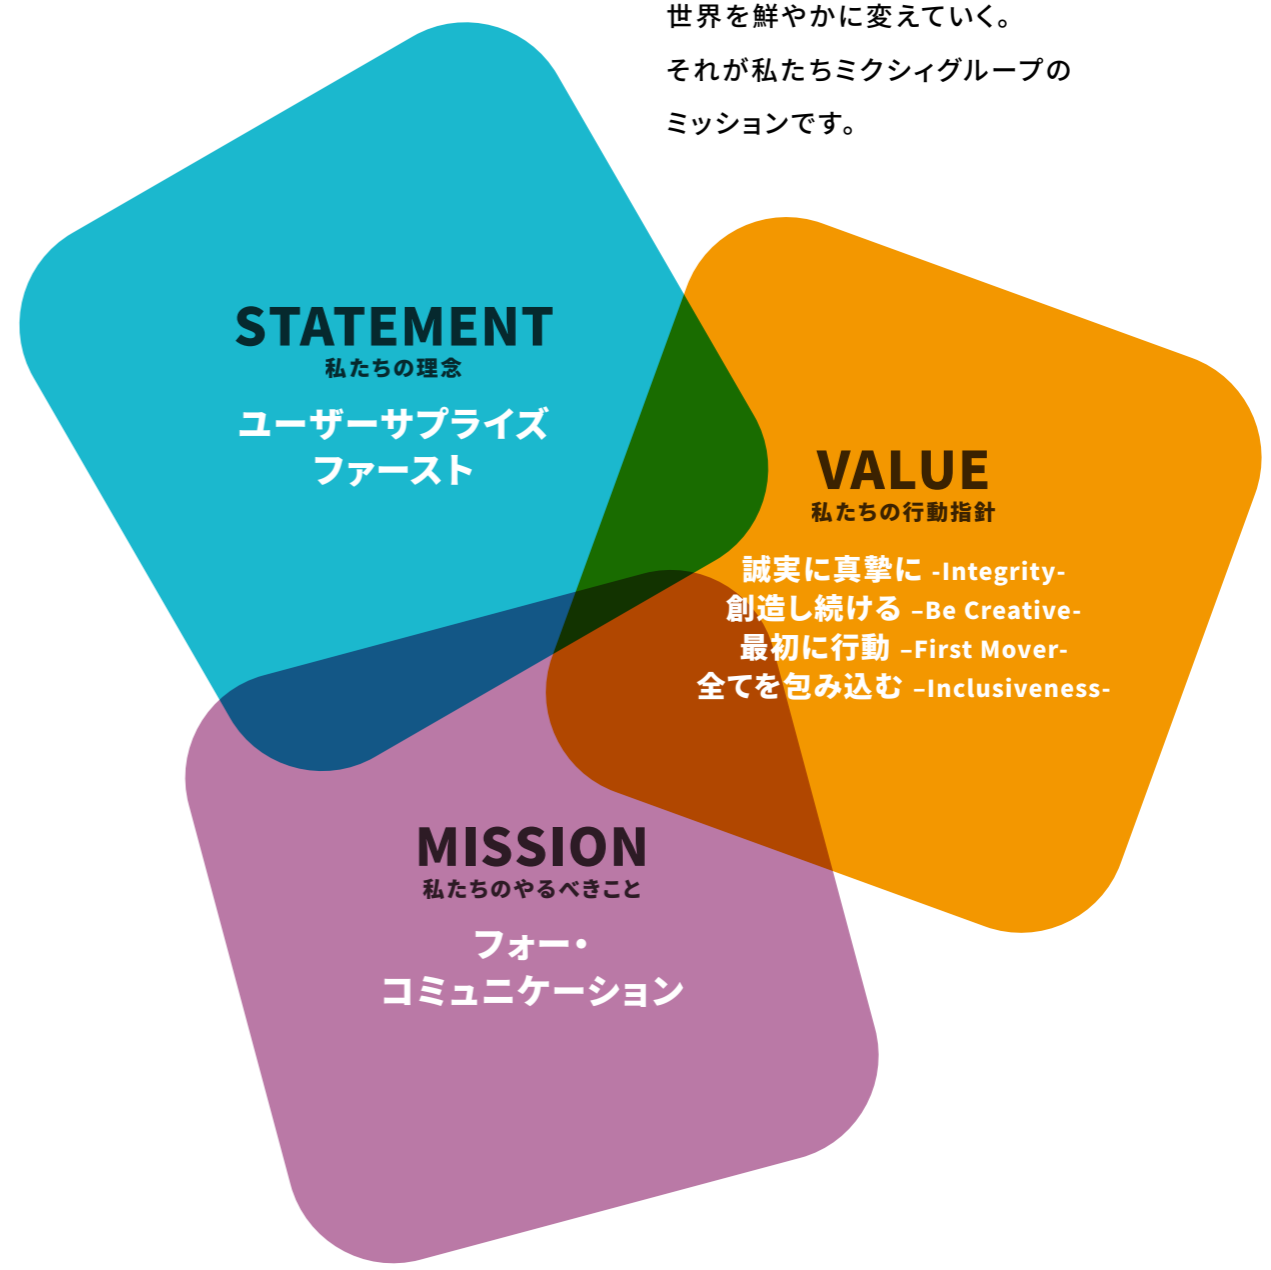 世界を鮮やかに変えていく。
それが私たちミクシィグループの
ミッションです。
STATEMENT
私たちの理念
ユーザーサプライズ
ファースト
VALUE
私たちの行動指針
誠実に真摯に -Integrity-
創造し続ける –Be Creative-
最初に行動 –First Mover-
全てを包み込む –Inclusiveness-
MISSION
私たちのやるべきこと
フォー・
コミュニケーション